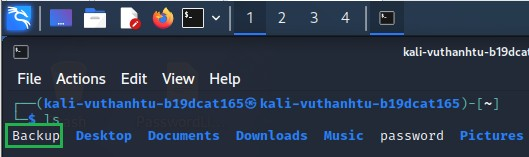 1 2 3 4
kali-vuthanhtu-b19dcat
File Actions Edit View Help
┌──(kali-vuthanhtu-b19dcat165㉿kali-vuthanhtu-b19dcat165)-[~]
└─$ ls
Backup Desktop Documents Downloads Music password Pictures